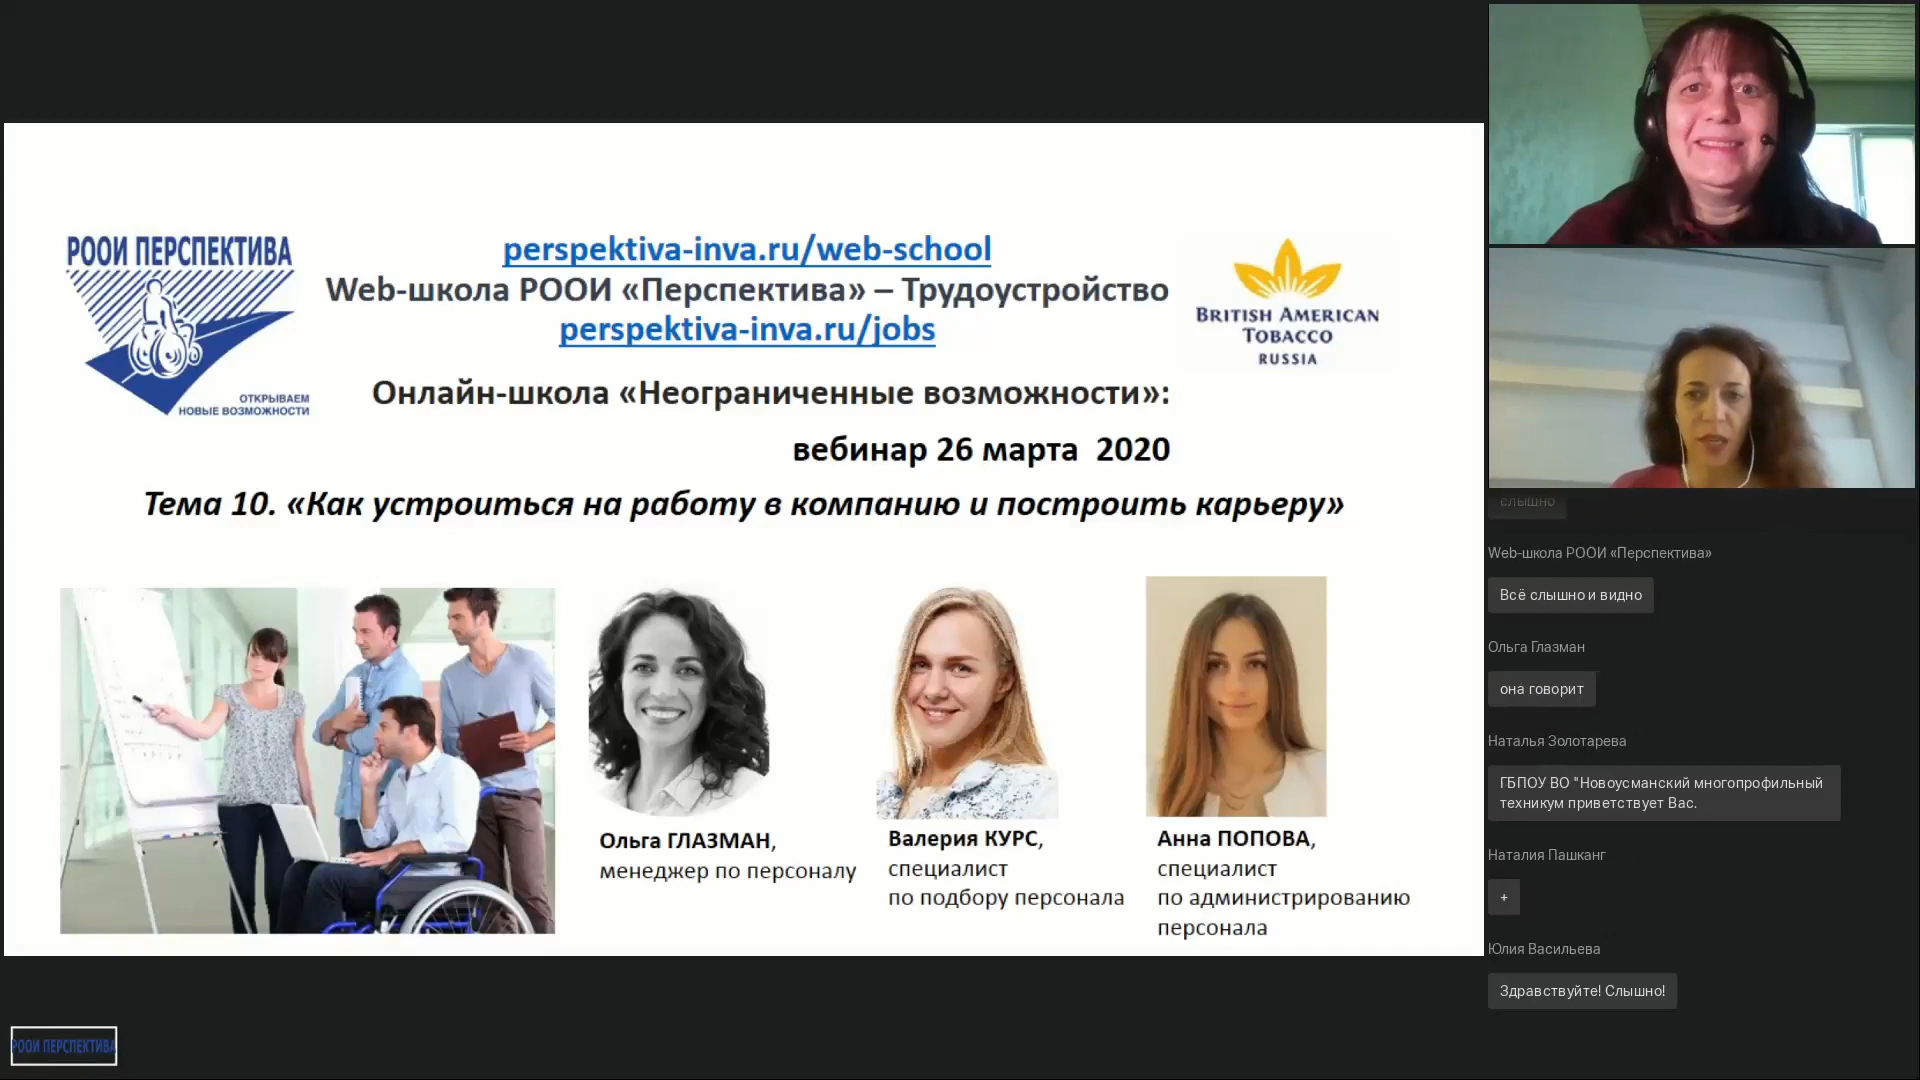 РООИ ПЕРСПЕКТИВА
ОТКРЫВАЕМ
НОВЫЕ ВОЗМОЖНОСТИ
perspektiva-inva.ru/web-school
Web-школа РООИ «Перспектива» – Трудоустройство
perspektiva-inva.ru/jobs
BRITISH AMERICAN
TOBACCO
RUSSIA
Онлайн-школа «Неограниченные возможности»:
вебинар 26 марта 2020
Тема 10. «Как устроиться на работу в компанию и построить карьеру»
Ольга ГЛАЗМАН,
менеджер по персоналу
Валерия КУРС,
специалист
по подбору персонала
Анна ПОПОВА,
специалист
по администрированию
персонала
РООИ ПЕРСПЕКТИВА
слышно
Web-школа РООИ «Перспектива»
Всё слышно и видно
Ольга Глазман
она говорит
Наталья Золотарева
ГБПОУ ВО "Новоусманский многопрофильный
техникум приветствует Вас.
Наталия Пашканг
+
Юлия Васильева
Здравствуйте! Слышно!